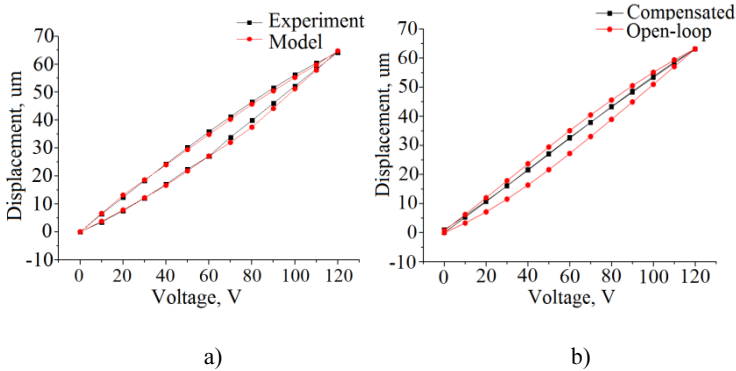 Experiment
Model
70
60
50
40
30
20
10
0
-10
Displacement, um
0 20 40 60 80 100 120
Voltage, V
a)
Compensated
Open-loop
70
60
50
40
30
20
10
0
-10
Displacement, um
0 20 40 60 80 100 120
Voltage, V
b)